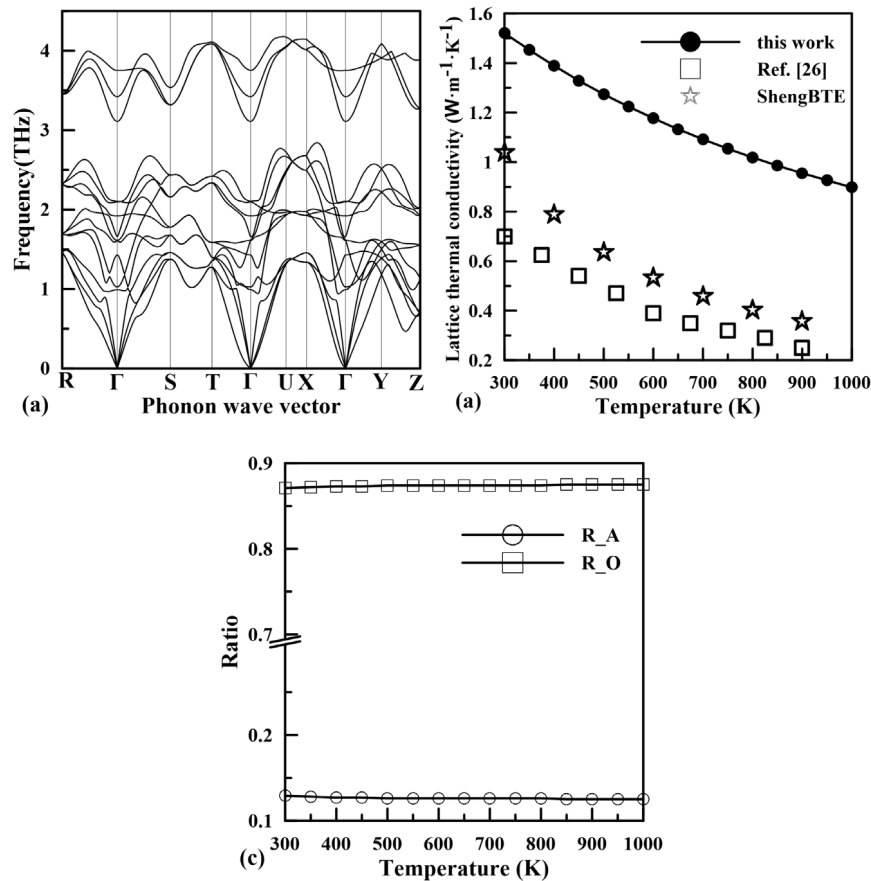 4
3
2
1
0
Frequency(THz)
R Γ S T Γ U X Γ Y Z
(a) Phonon wave vector
1.6
1.4
1.2
1
0.8
0.6
0.4
0.2
Lattice thermal conductivity (W·m⁻¹·K⁻¹)
this work
Ref. [26]
ShengBTE
300 400 500 600 700 800 900 1000
(a) Temperature (K)
0.9
0.8
0.7
0.2
0.1
Ratio
R_A
R_O
300 400 500 600 700 800 900 1000
(c) Temperature (K)